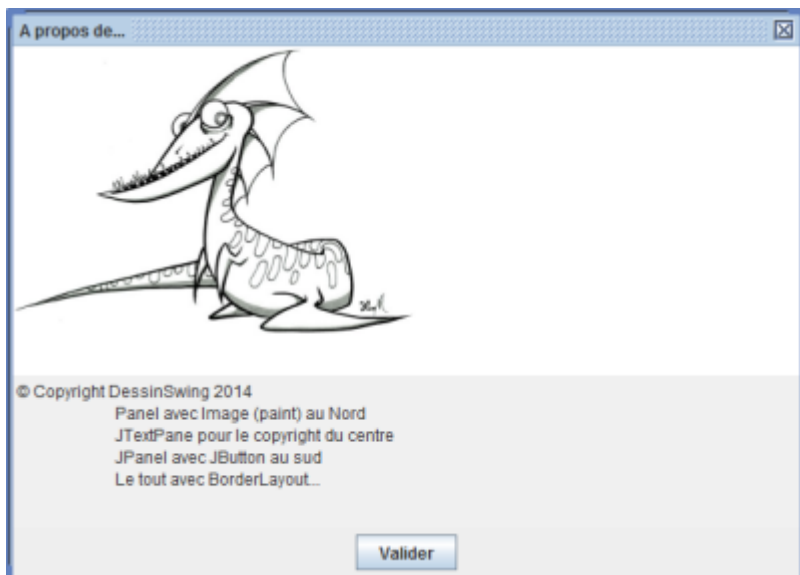 A propos de...
© Copyright DessinSwing 2014
Panel avec Image (paint) au Nord
JTextPane pour le copyright du centre
JPanel avec JButton au sud
Le tout avec BorderLayout...
Valider